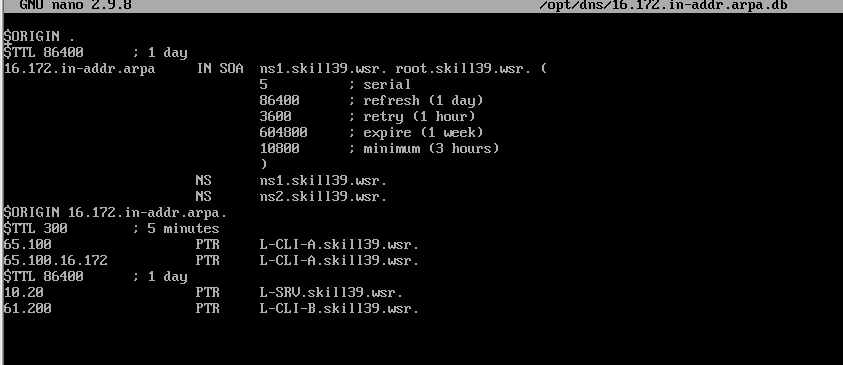 GNU nano 2.9.8 /opt/dns/16.172.in-addr.arpa.db
$ORIGIN .
$TTL 86400 ; 1 day
16.172.in-addr.arpa IN SOA ns1.skill39.wsr. root.skill39.wsr. (
5 ; serial
86400 ; refresh (1 day)
3600 ; retry (1 hour)
604800 ; expire (1 week)
10800 ; minimum (3 hours)
)
NS ns1.skill39.wsr.
NS ns2.skill39.wsr.
$ORIGIN 16.172.in-addr.arpa.
$TTL 300 ; 5 minutes
65.100 PTR L-CLI-A.skill39.wsr.
65.100.16.172 PTR L-CLI-A.skill39.wsr.
$TTL 86400 ; 1 day
10.20 PTR L-SRV.skill39.wsr.
61.200 PTR L-CLI-B.skill39.wsr.